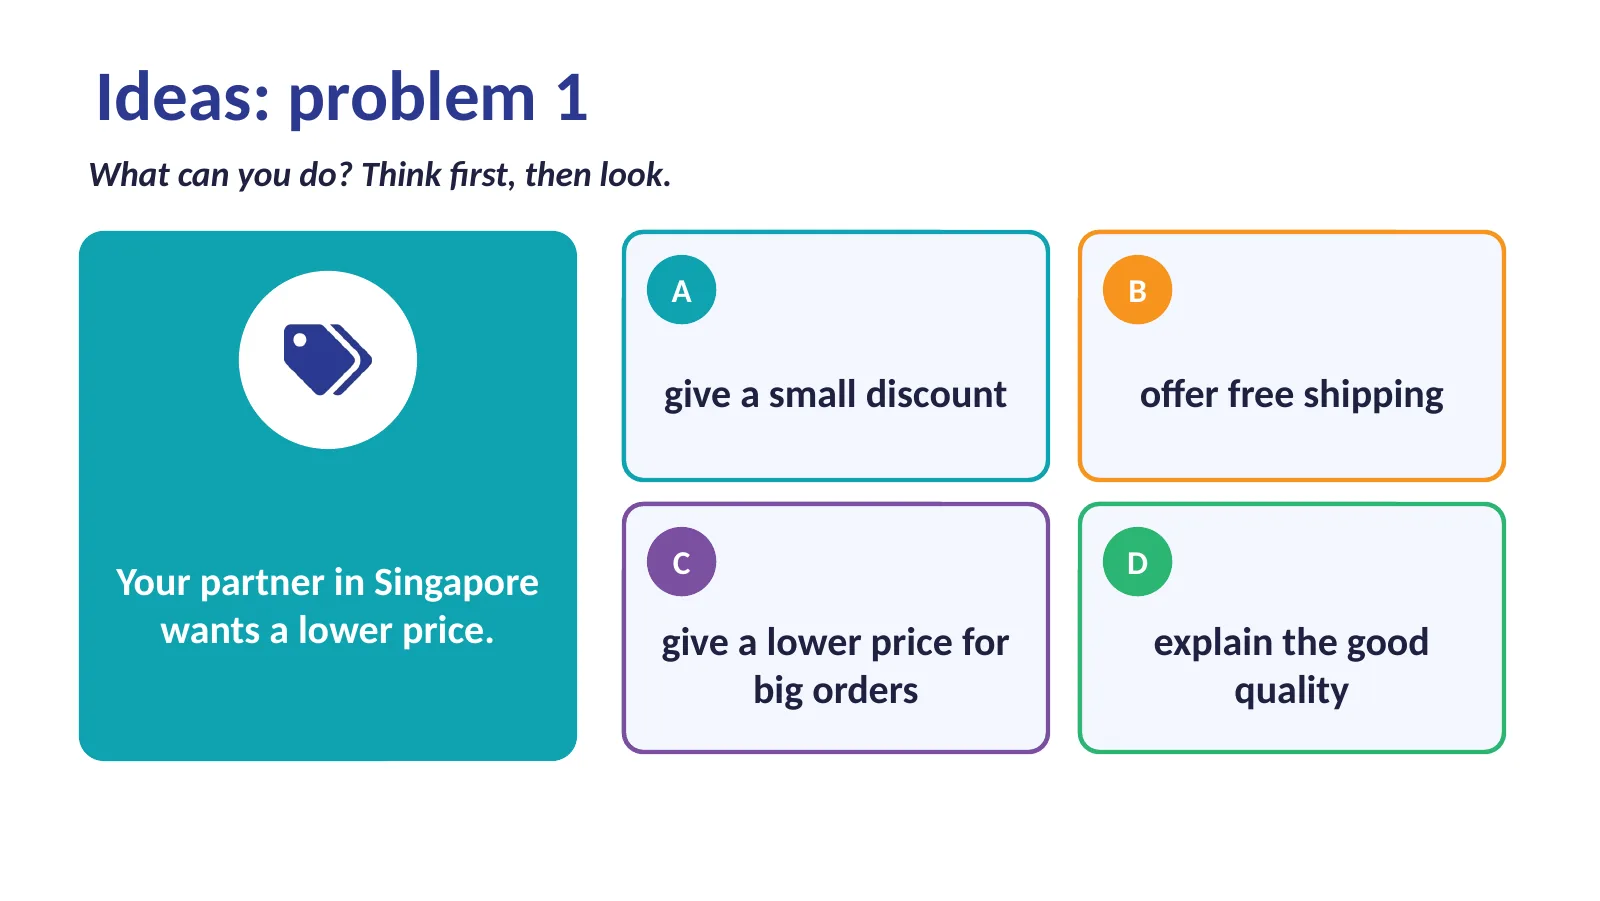 Ideas: problem 1
What can you do? Think first, then look.
Your partner in Singapore
wants a lower price.
A
give a small discount
B
offer free shipping
C
give a lower price for
big orders
D
explain the good
quality